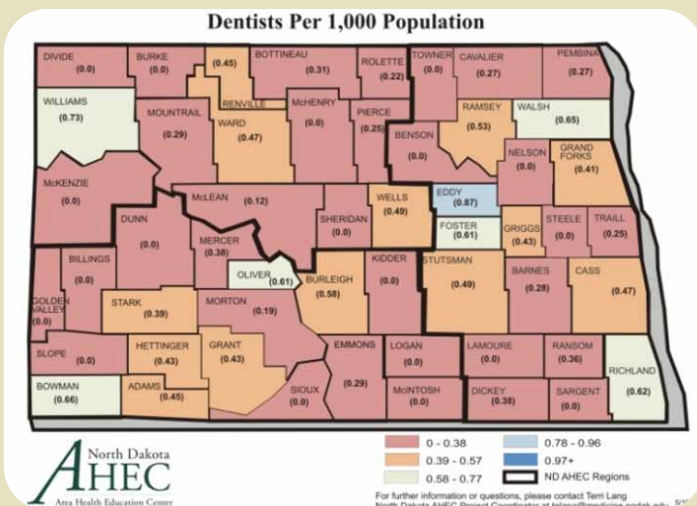 Dentists Per 1,000 Population
DIVIDE
(0.0)
BURKE
(0.0)
(0.45)
RENVILLE
BOTTINEAU
(0.31)
ROLETTE
(0.22)
TOWNER
(0.0)
CAVALIER
(0.27)
PEMBINA
(0.27)
WILLIAMS
(0.73)
MOUNTRAIL
(0.29)
WARD
(0.47)
McHENRY
(0.0)
PIERCE
(0.25)
BENSON
(0.0)
RAMSEY
(0.53)
WALSH
(0.65)
NELSON
(0.0)
GRAND
FORKS
(0.41)
McKENZIE
(0.0)
McLEAN
(0.12)
SHERIDAN
(0.0)
WELLS
(0.49)
EDDY
(0.87)
FOSTER
(0.61)
GRIGGS
(0.43)
STEELE
(0.0)
TRAILL
(0.25)
DUNN
(0.0)
MERCER
(0.38)
OLIVER
(0.61)
BURLEIGH
(0.58)
KIDDER
(0.0)
STUTSMAN
(0.49)
BARNES
(0.28)
CASS
(0.47)
BILLINGS
(0.0)
GOLDEN
VALLEY
(0.0)
STARK
(0.39)
MORTON
(0.19)
SLOPE
(0.0)
HETTINGER
(0.43)
GRANT
(0.43)
EMMONS
(0.29)
LOGAN
(0.0)
LAMOURE
(0.0)
RANSOM
(0.36)
RICHLAND
(0.62)
BOWMAN
(0.66)
ADAMS
(0.45)
SIOUX
(0.0)
McINTOSH
(0.0)
DICKEY
(0.38)
SARGENT
(0.0)
North Dakota
AHEC
Area Health Education Center
0 - 0.38
0.39 - 0.57
0.58 - 0.77
0.78 - 0.96
0.97+
ND AHEC Regions
For further information or questions, please contact Terri Lang
North Dakota AHEC Project Coordinator at